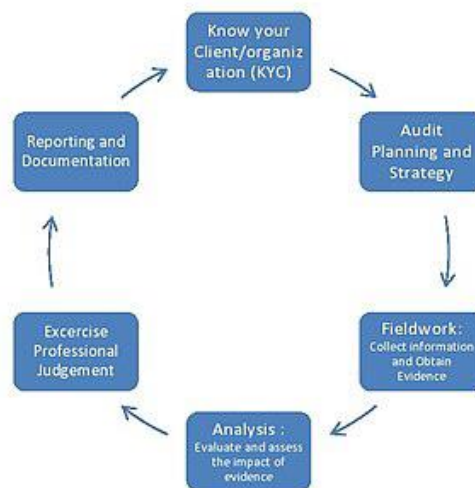 Know your
Client/organiz
ation (KYC)
Audit
Planning and
Strategy
Fieldwork:
Collect information
and Obtain
Evidence
Analysis :
Evaluate and assess
the impact of
evidence
Excercise
Professional
Judgement
Reporting and
Documentation